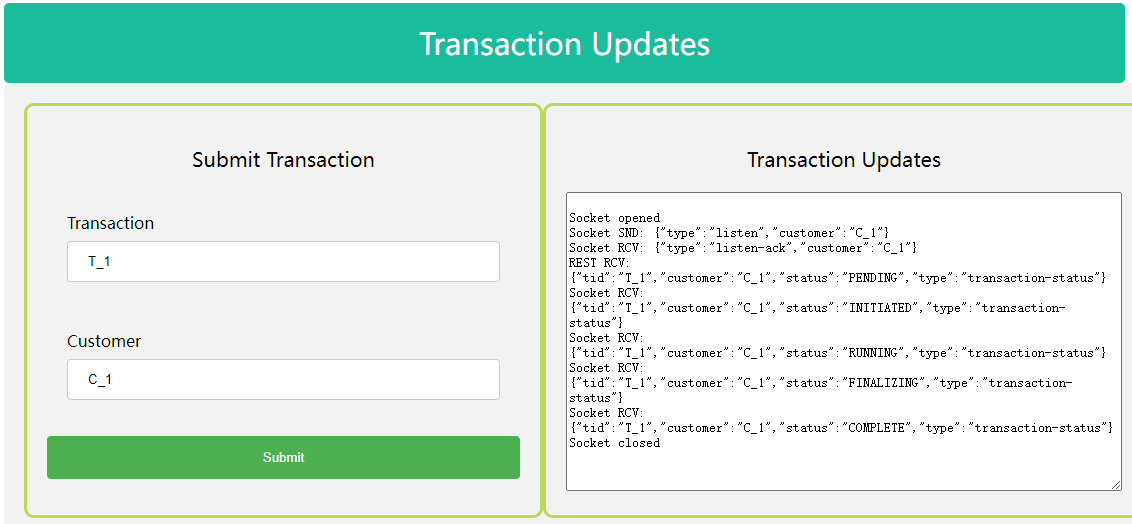 Transaction Updates
Submit Transaction
Transaction
T_1
Customer
C_1
Submit
Transaction Updates
Socket opened
Socket SND: {"type":"listen","customer":"C_1"}
Socket RCV: {"type":"listen-ack","customer":"C_1"}
REST RCV:
{"tid":"T_1","customer":"C_1","status":"PENDING","type":"transaction-status"}
Socket RCV:
{"tid":"T_1","customer":"C_1","status":"INITIATED","type":"transaction-
status"}
Socket RCV:
{"tid":"T_1","customer":"C_1","status":"RUNNING","type":"transaction-status"}
Socket RCV:
{"tid":"T_1","customer":"C_1","status":"FINALIZING","type":"transaction-
status"}
Socket RCV:
{"tid":"T_1","customer":"C_1","status":"COMPLETE","type":"transaction-status"}
Socket closed